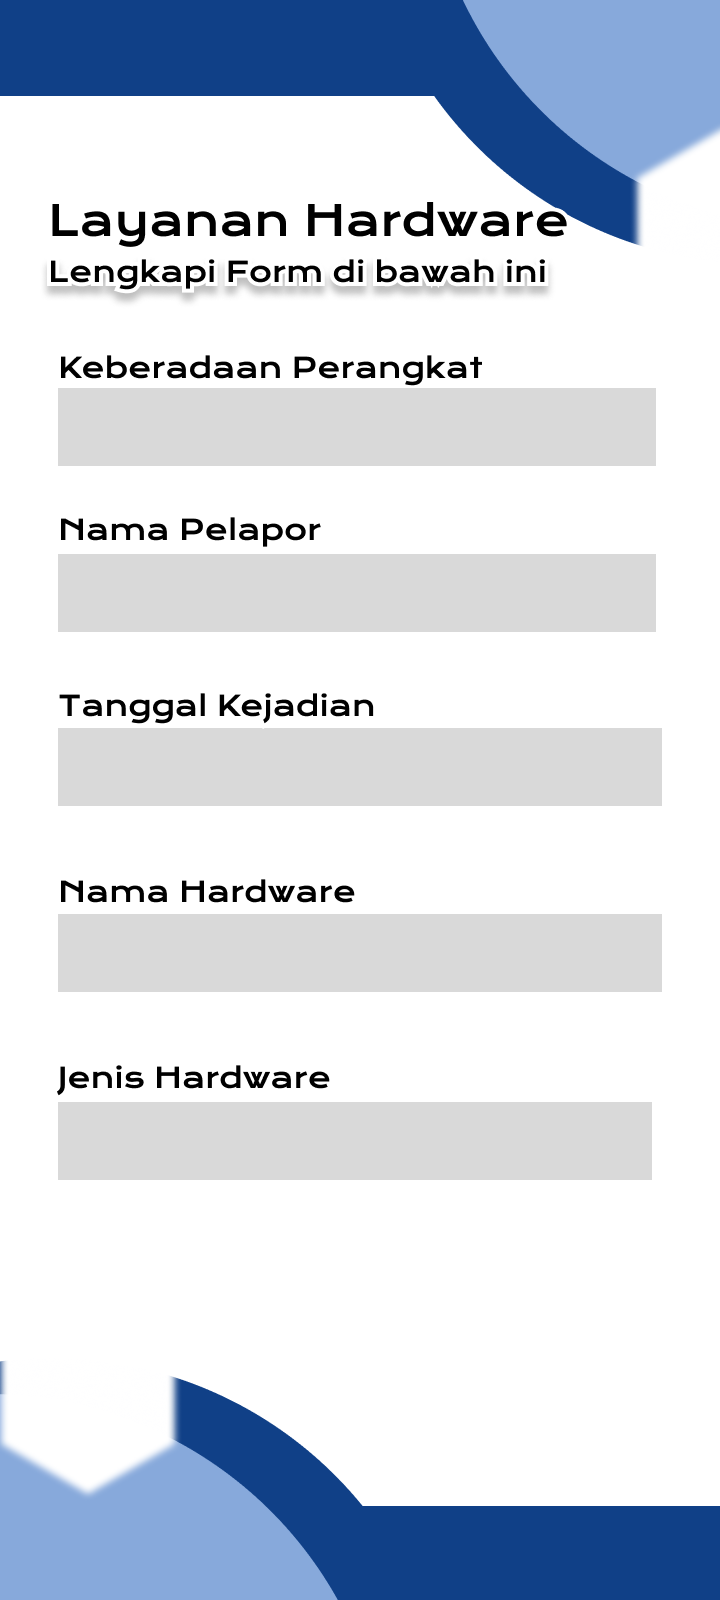 Layanan Hardware
Lengkapi Form di bawah ini
Keberadaan Perangkat
Nama Pelapor
Tanggal Kejadian
Nama Hardware
Jenis Hardware